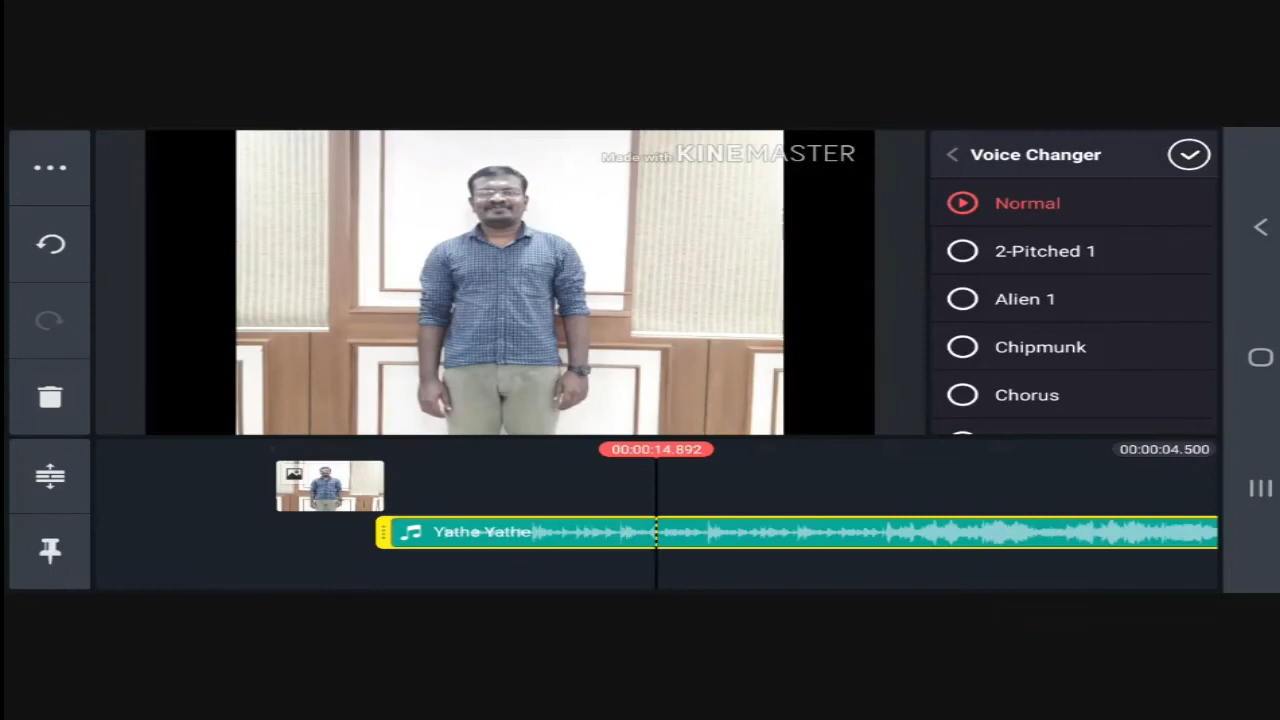 Made with KINEMASTER
Voice Changer
Normal
2-Pitched 1
Alien 1
Chipmunk
Chorus
00:00:14.892
00:00:04.500
Yathe Yathe